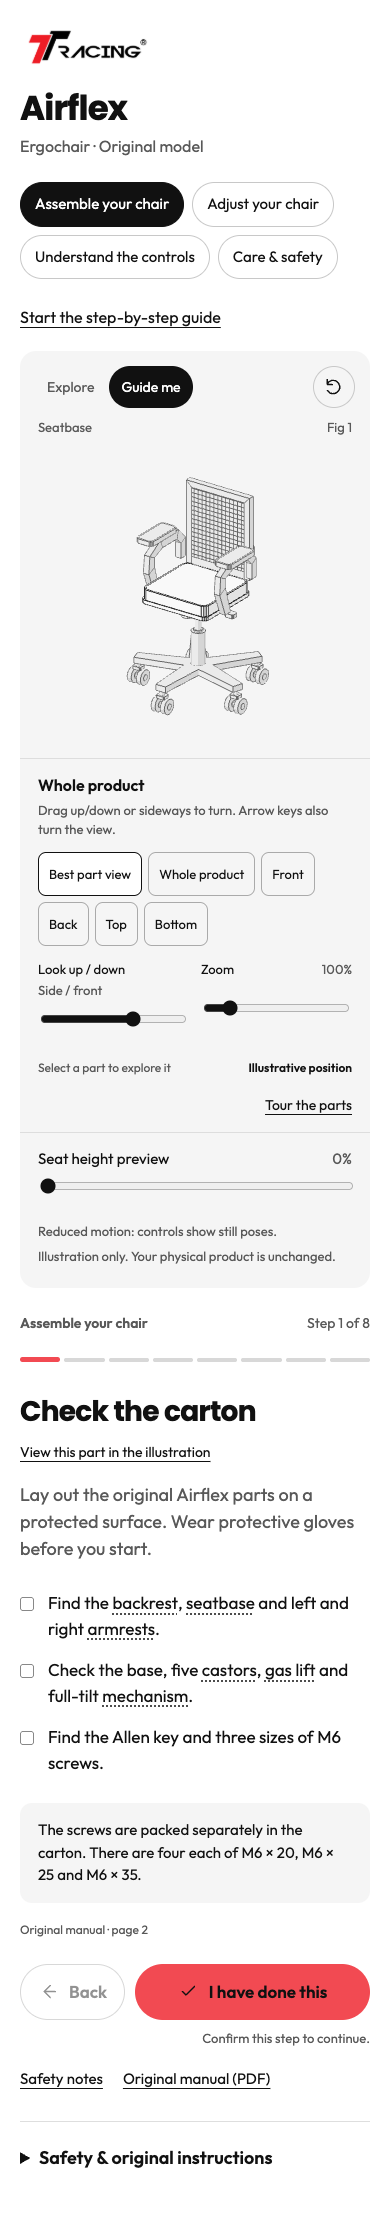 TTRACING®
Airflex
Ergochair · Original model
Assemble your chair
Adjust your chair
Understand the controls
Care & safety
Start the step-by-step guide
Explore
Guide me
Seatbase
Fig 1
Whole product
Drag up/down or sideways to turn. Arrow keys also
turn the view.
Best part view
Whole product
Front
Back
Top
Bottom
Look up / down
Zoom
100%
Side / front
Select a part to explore it
Illustrative position
Tour the parts
Seat height preview
0%
Reduced motion: controls show still poses.
Illustration only. Your physical product is unchanged.
Assemble your chair
Step 1 of 8
Check the carton
View this part in the illustration
Lay out the original Airflex parts on a
protected surface. Wear protective gloves
before you start.
Find the backrest, seatbase and left and
right armrests.
Check the base, five castors, gas lift and
full-tilt mechanism.
Find the Allen key and three sizes of M6
screws.
The screws are packed separately in the
carton. There are four each of M6 × 20, M6 ×
25 and M6 × 35.
Original manual · page 2
Back
I have done this
Confirm this step to continue.
Safety notes
Original manual (PDF)
Safety & original instructions